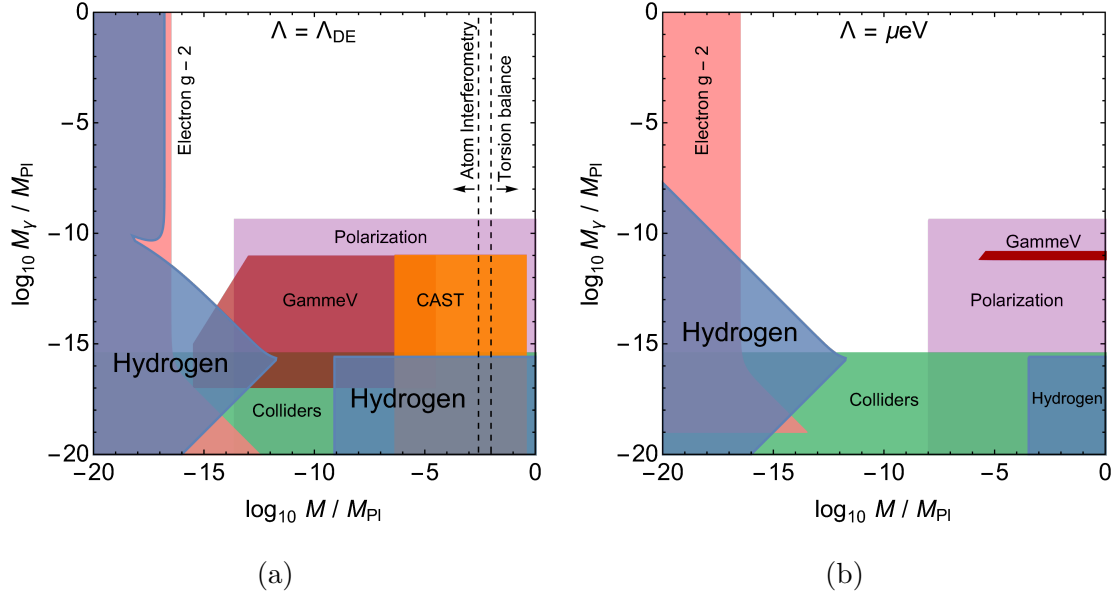 Λ = Λ_DE
Electron g − 2
Atom Interferometry
Torsion balance
Polarization
GammeV
CAST
Hydrogen
Hydrogen
Colliders
0
−5
−10
−15
−20
−20
−15
−10
−5
0
log₁₀ M_γ / M_Pl
log₁₀ M / M_Pl
(a)
Λ = μeV
Electron g − 2
GammeV
Polarization
Hydrogen
Colliders
Hydrogen
0
−5
−10
−15
−20
−20
−15
−10
−5
0
log₁₀ M_γ / M_Pl
log₁₀ M / M_Pl
(b)